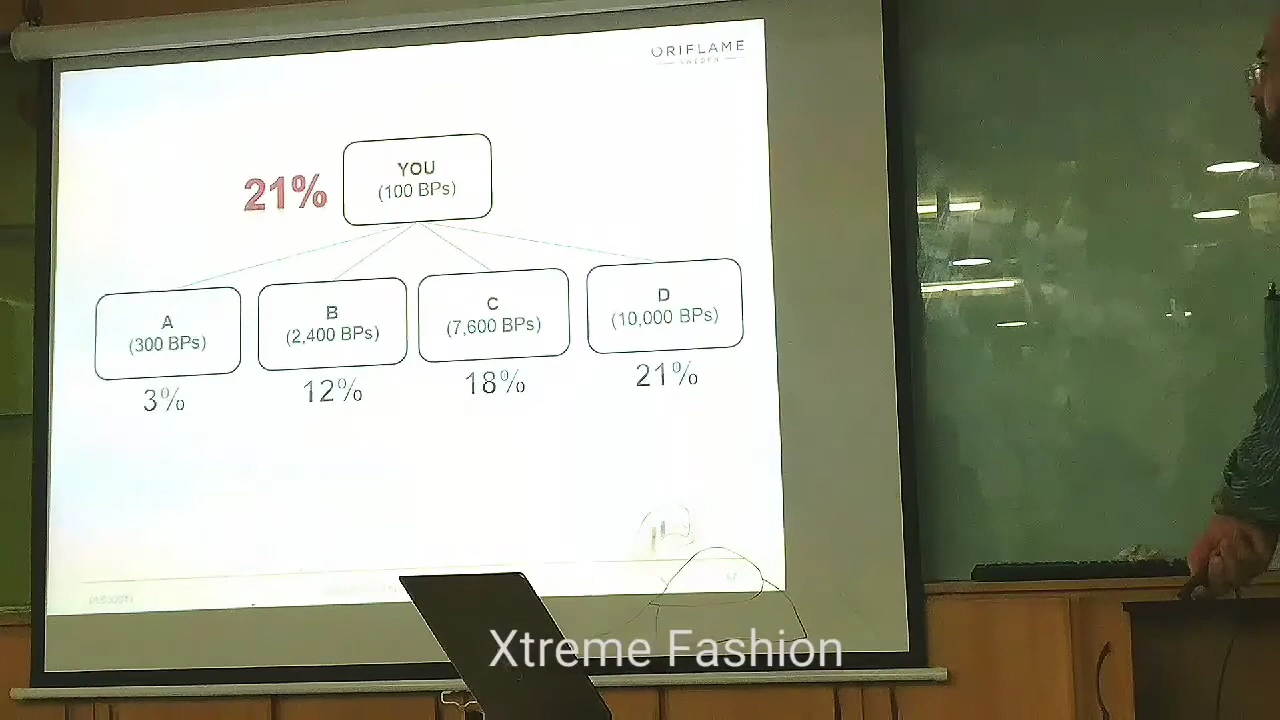 ORIFLAME
SWEDEN
21%
YOU
(100 BPs)
A
(300 BPs)
B
(2,400 BPs)
C
(7,600 BPs)
D
(10,000 BPs)
3%
12%
18%
21%
Xtreme Fashion